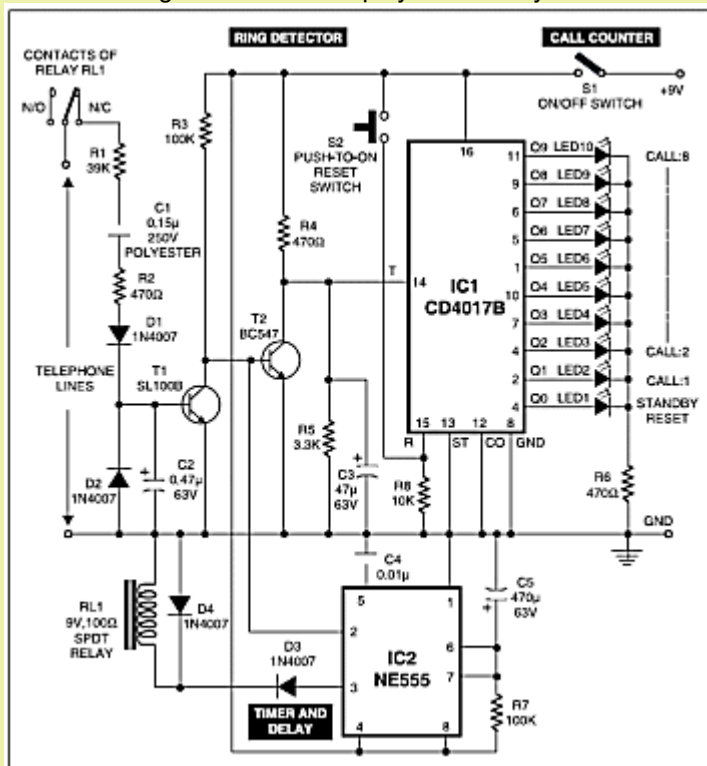 RING DETECTOR
CALL COUNTER
CONTACTS OF
RELAY RL1
N/O
N/C
S1
ON/OFF SWITCH
+9V
R1
39K
R3
100K
S2
PUSH-TO-ON
RESET
SWITCH
16
C1
0.15µ
250V
POLYESTER
R4
470Ω
R2
470Ω
D1
1N4007
T
14
IC1
CD4017B
11
Q9
LED10
CALL:8
9
Q8
LED9
6
Q7
LED8
5
Q6
LED7
1
Q5
LED6
10
Q4
LED5
7
Q3
LED4
4
Q2
LED3
CALL:2
2
Q1
LED2
CALL:1
4
Q0
LED1
STANDBY
RESET
T2
BC547
TELEPHONE
LINES
T1
SL100B
D2
1N4007
C2
0.47µ
63V
R5
3.3K
C3
47µ
63V
15
13
12
8
R
ST
CO
GND
R8
10K
R6
470Ω
GND
C4
0.01µ
RL1
9V,100Ω
SPDT
RELAY
D4
1N4007
D3
1N4007
5
1
2
3
6
7
4
8
IC2
NE555
C5
470µ
63V
R7
100K
TIMER AND
DELAY